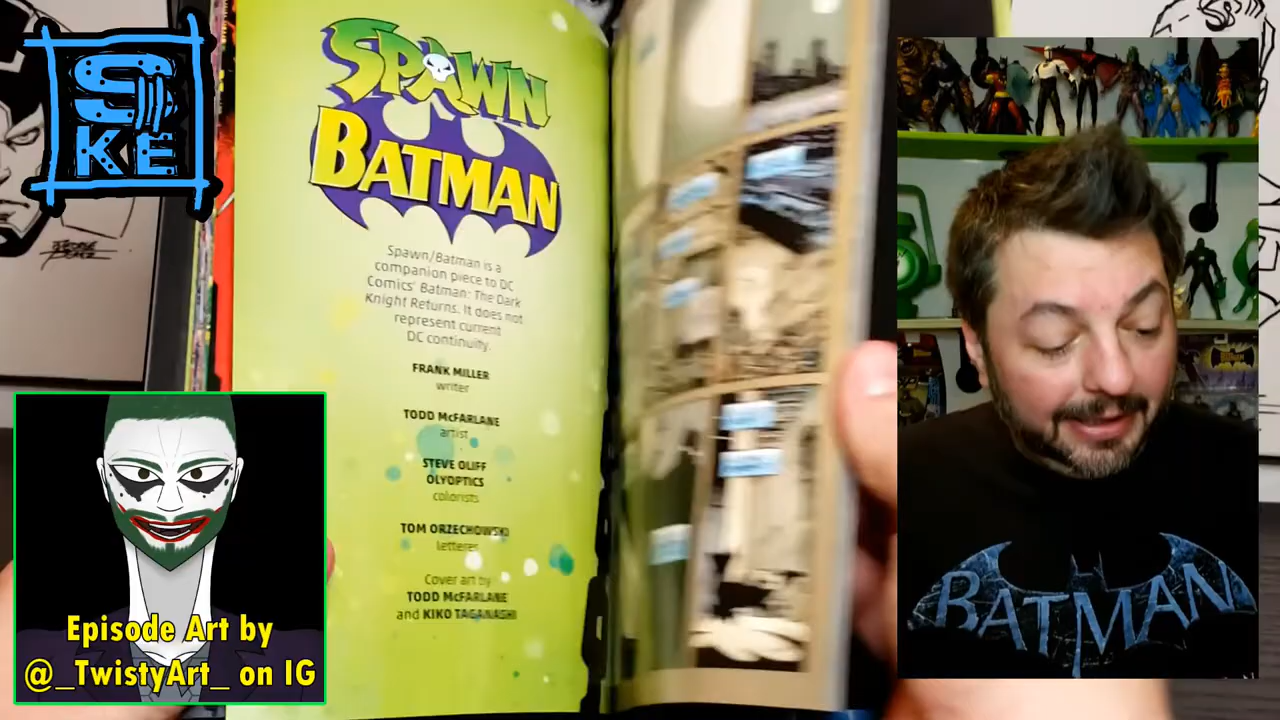 S
KE
SPAWN
BATMAN
Spawn/Batman is a
companion piece to DC
Comics' Batman: The Dark
Knight Returns. It does not
represent current
DC continuity.
FRANK MILLER
writer
TODD McFARLANE
artist
STEVE OLIFF
OLYOPTICS
colorists
TOM ORZECHOWSKI
letterer
Cover art by
TODD McFARLANE
and KIKO TAGANASHI
Episode Art by
@_TwistyArt_ on IG
BATMAN